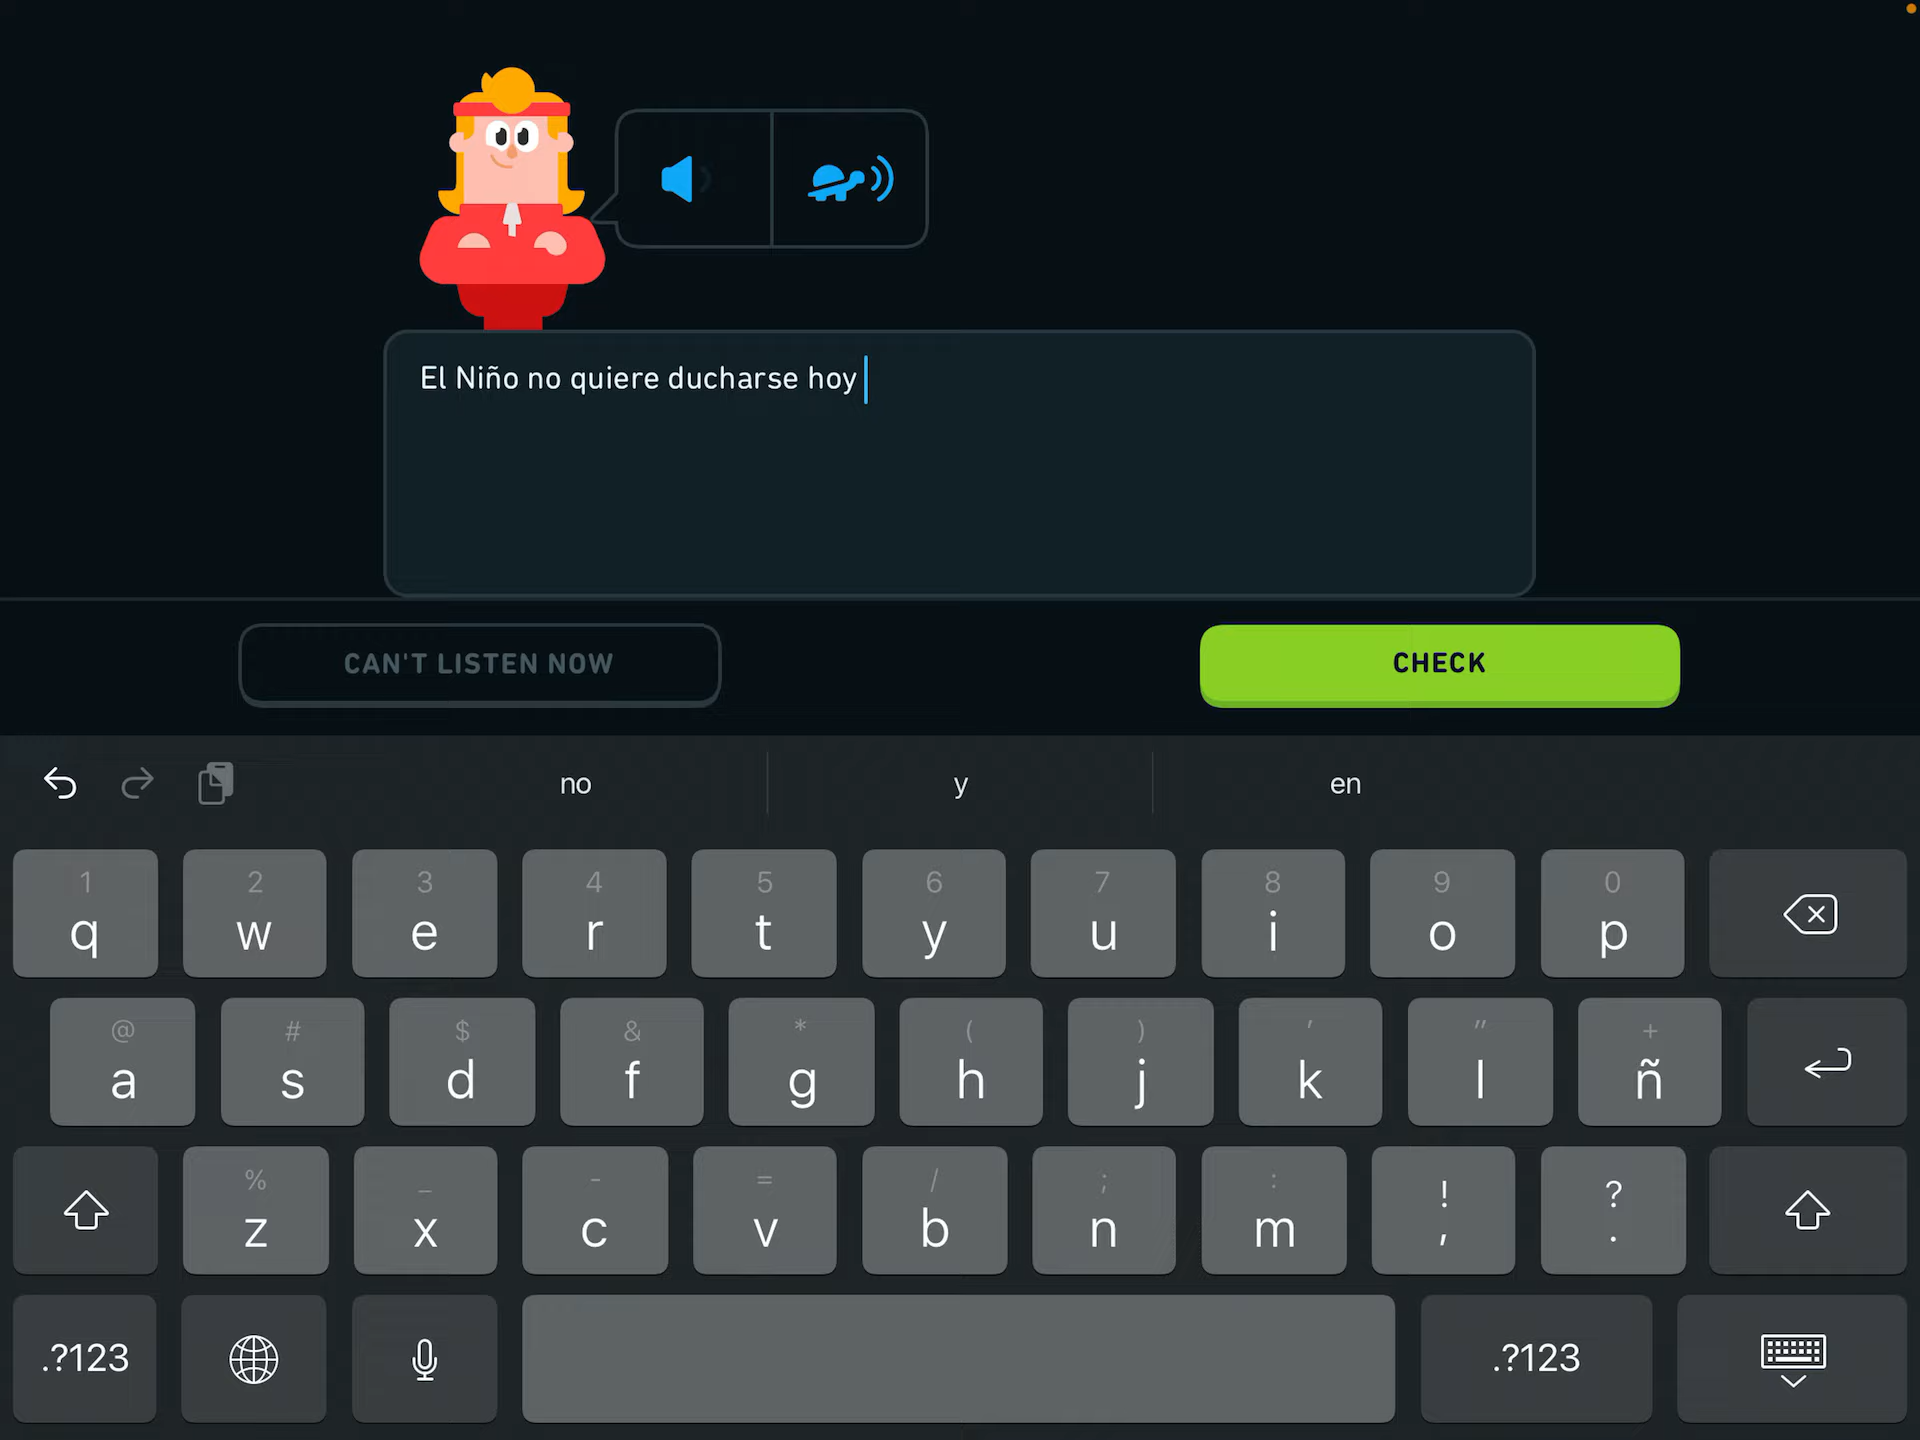 El Niño no quiere ducharse hoy
CAN'T LISTEN NOW
CHECK
no y en
1 2 3 4 5 6 7 8 9 0
q w e r t y u i o p
@ # $ & * ( ) ' " +
a s d f g h j k l ñ
% _ - = / ; : ! ?
z x c v b n m , .
.?123 .?123